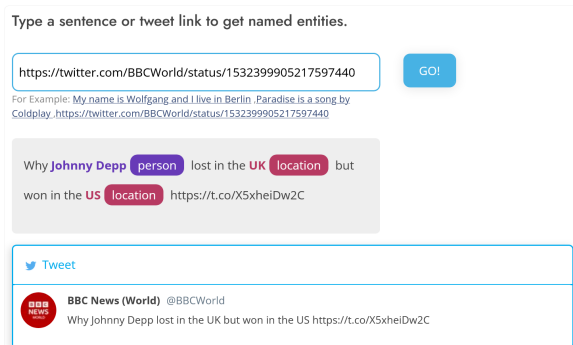 Type a sentence or tweet link to get named entities.
https://twitter.com/BBCWorld/status/1532399905217597440
GO!
For Example: My name is Wolfgang and I live in Berlin ,Paradise is a song by
Coldplay ,https://twitter.com/BBCWorld/status/1532399905217597440
Why Johnny Depp person lost in the UK location but
won in the US location https://t.co/X5xheiDw2C
Tweet
BBC News (World) @BBCWorld
BBC
NEWS
WORLD
Why Johnny Depp lost in the UK but won in the US https://t.co/X5xheiDw2C